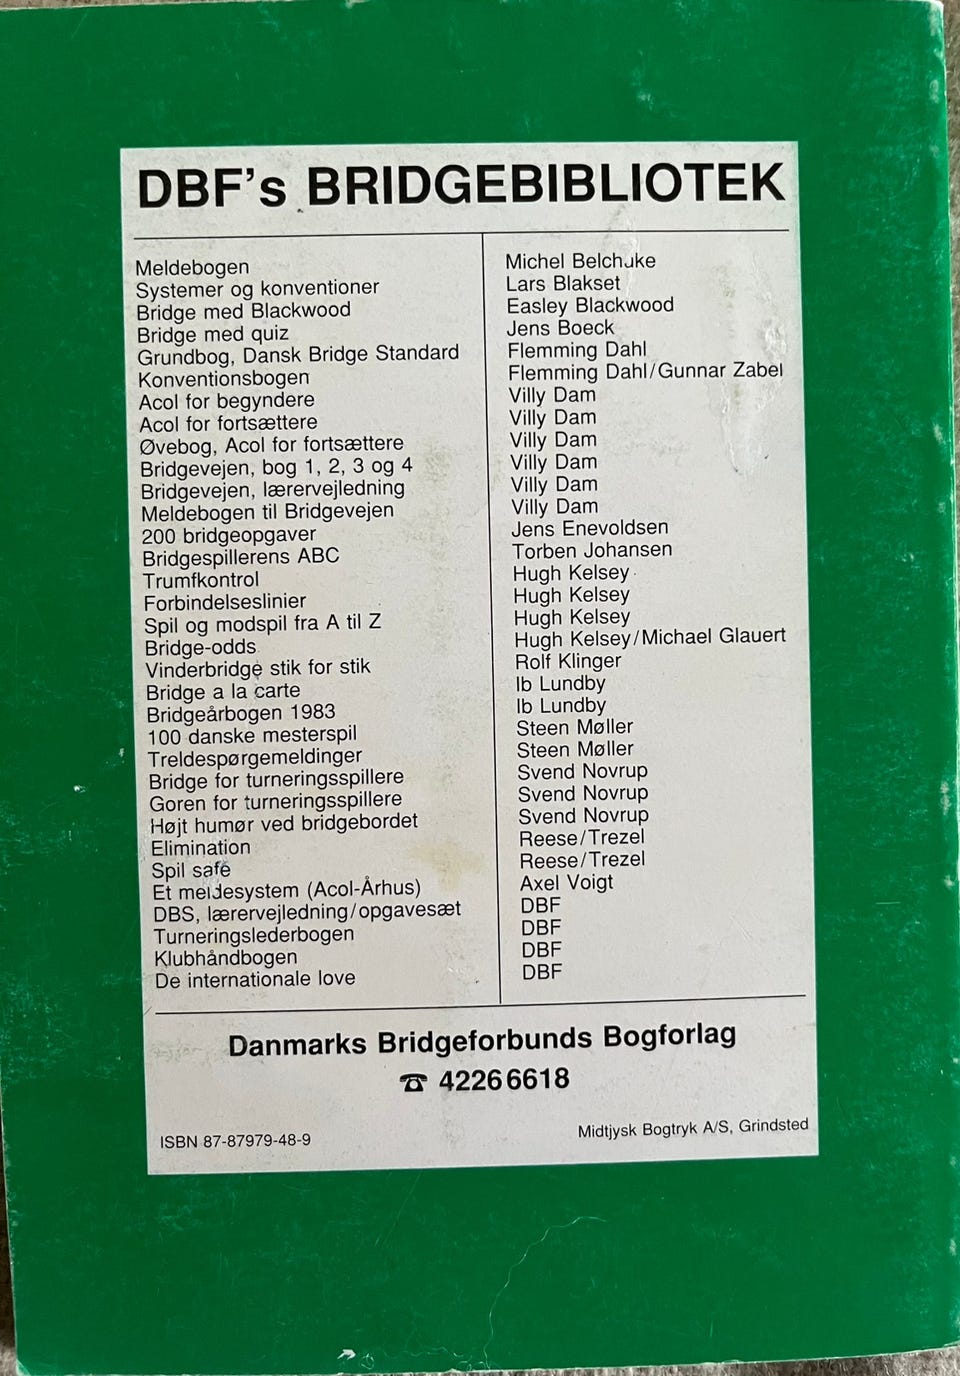 DBF's BRIDGEBIBLIOTEK
Meldebogen Michel Belchuke
Systemer og konventioner Lars Blakset
Bridge med Blackwood Easley Blackwood
Bridge med quiz Jens Boeck
Grundbog, Dansk Bridge Standard Flemming Dahl
Konventionsbogen Flemming Dahl/Gunnar Zabel
Acol for begyndere Villy Dam
Acol for fortsættere Villy Dam
Øvebog, Acol for fortsættere Villy Dam
Bridgevejen, bog 1, 2, 3 og 4 Villy Dam
Bridgevejen, lærervejledning Villy Dam
Meldebogen til Bridgevejen Villy Dam
200 bridgeopgaver Jens Enevoldsen
Bridgespillerens ABC Torben Johansen
Trumfkontrol Hugh Kelsey
Forbindelseslinier Hugh Kelsey
Spil og modspil fra A til Z Hugh Kelsey
Bridge-odds Hugh Kelsey/Michael Glauert
Vinderbridge stik for stik Rolf Klinger
Bridge a la carte Ib Lundby
Bridgeårbogen 1983 Ib Lundby
100 danske mesterspil Steen Møller
Treldespørgemeldinger Steen Møller
Bridge for turneringsspillere Svend Novrup
Goren for turneringsspillere Svend Novrup
Højt humør ved bridgebordet Svend Novrup
Elimination Reese/Trezel
Spil safe Reese/Trezel
Et meldesystem (Acol-Århus) Axel Voigt
DBS, lærervejledning/opgavesæt DBF
Turneringslederbogen DBF
Klubhåndbogen DBF
De internationale love DBF
Danmarks Bridgeforbunds Bogforlag
☎ 42266618
ISBN 87-87979-48-9
Midtjysk Bogtryk A/S, Grindsted